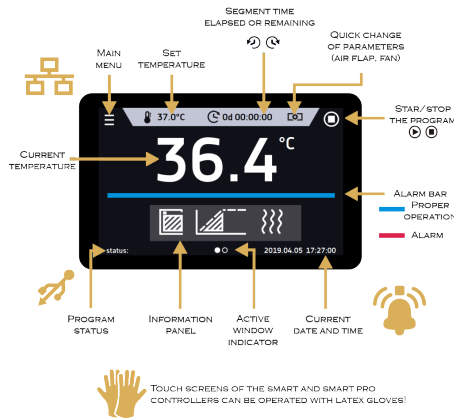 SEGMENT TIME
ELAPSED OR REMAINING
QUICK CHANGE
OF PARAMETERS
(AIR FLAP, FAN)
MAIN
MENU
SET
TEMPERATURE
STAR/STOP
THE PROGRAM
37.0°C
0d 00:00:00
CURRENT
TEMPERATURE
36.4 °C
ALARM BAR
PROPER
OPERATION
ALARM
status:
2019.04.05 17:27:00
PROGRAM
STATUS
INFORMATION
PANEL
ACTIVE
WINDOW
INDICATOR
CURRENT
DATE AND TIME
TOUCH SCREENS OF THE SMART AND SMART PRO
CONTROLLERS CAN BE OPERATED WITH LATEX GLOVES!